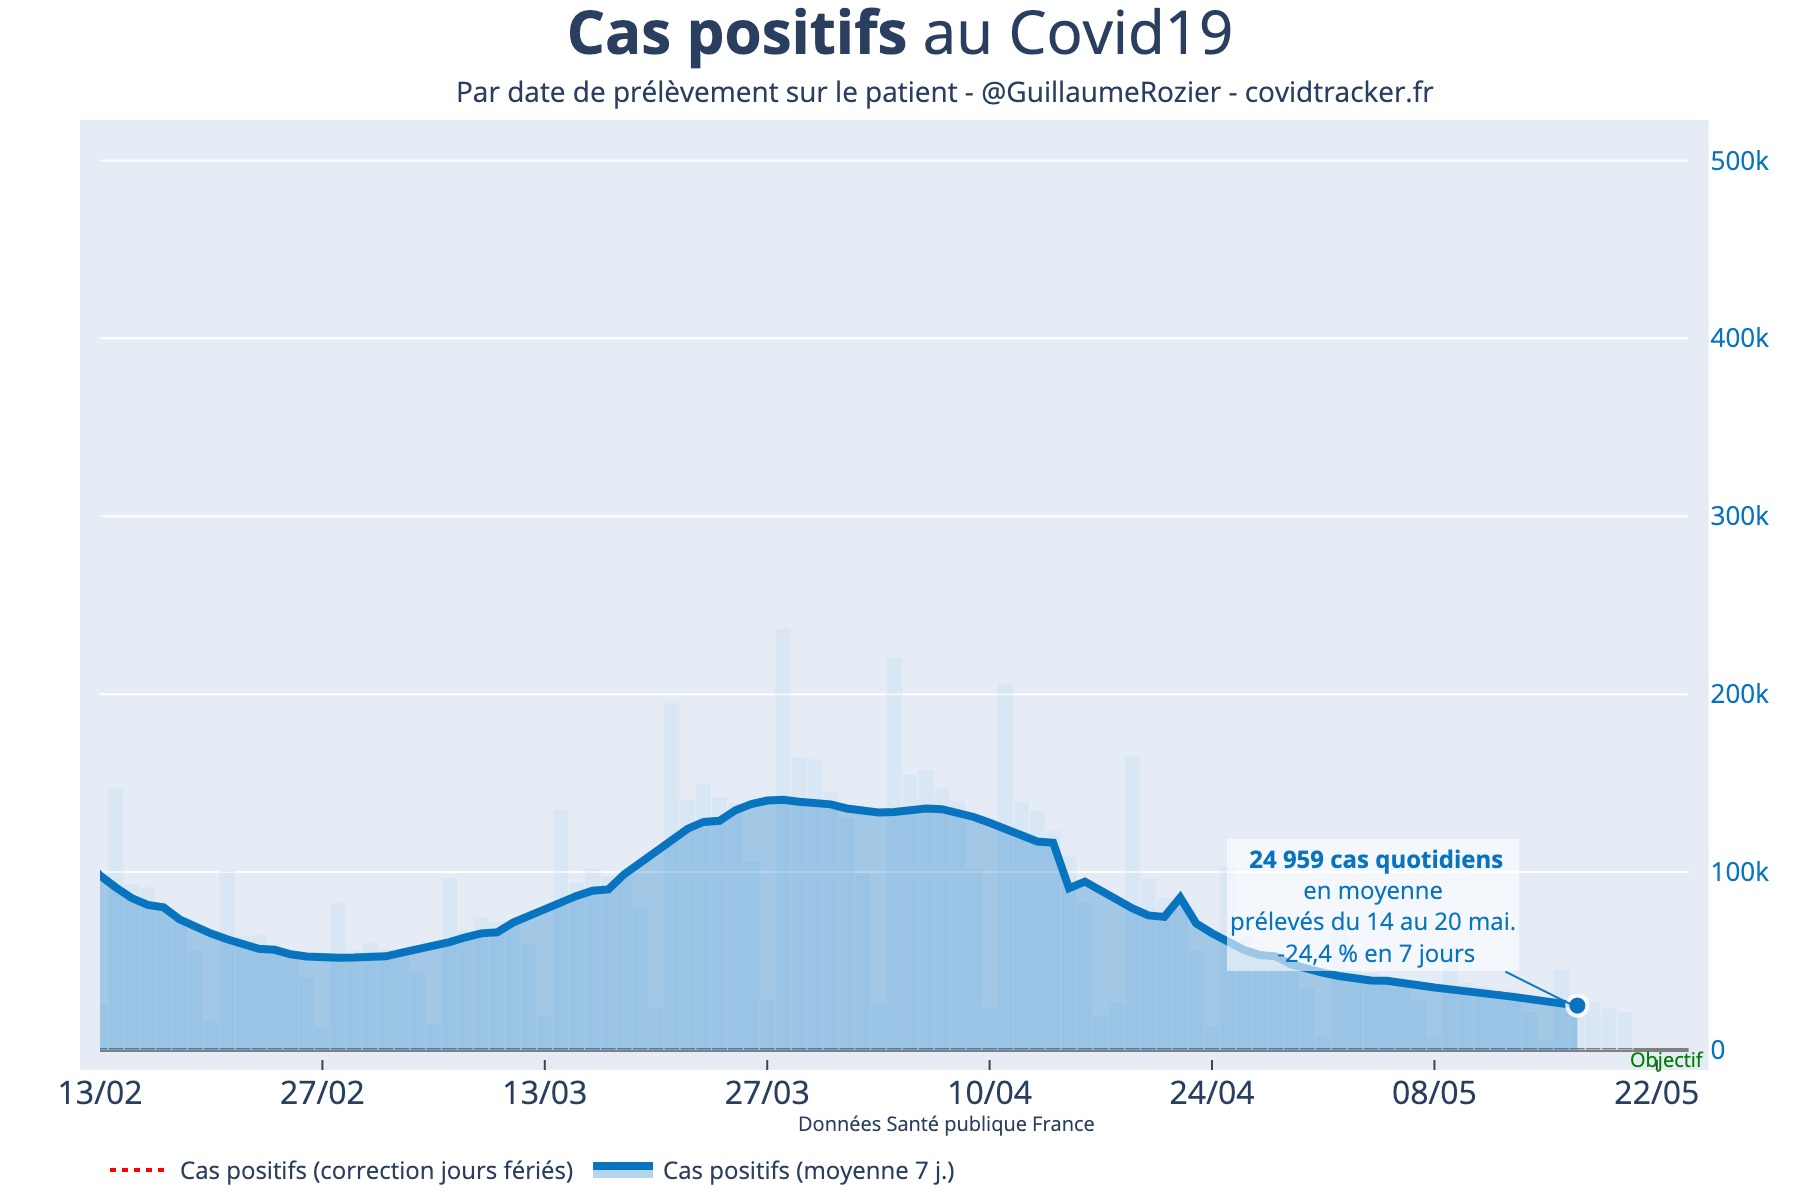 Cas positifs au Covid19
Par date de prélèvement sur le patient - @GuillaumeRozier - covidtracker.fr
500k
400k
300k
200k
100k
0
24 959 cas quotidiens
en moyenne
prélevés du 14 au 20 mai.
-24,4 % en 7 jours
Objectif
13/02 27/02 13/03 27/03 10/04 24/04 08/05 22/05
Données Santé publique France
Cas positifs (correction jours fériés) Cas positifs (moyenne 7 j.)